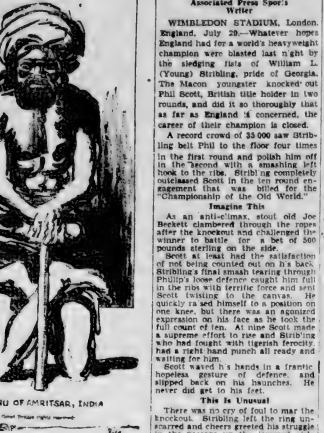 Associated Press Sports
Writer
WIMBLEDON STADIUM, London,
England, July 29.—Whatever hopes
England had for a world's heavyweight
champion were blasted last night by
the sledging fists of William L.
(Young) Stribling, pride of Georgia.
The Macon youngster knocked out
Phil Scott, British title holder in two
rounds, and did it so thoroughly that
as far as England is concerned, the
career of their champion is closed.
A record crowd of 35 000 saw Strib-
ling belt Phil to the floor four times
in the first round and polish him off
in the second with a smashing left
hook to the ribs. Stribling completely
outclassed Scott in the ten round en-
gagement that was billed for the
"Championship of the Old World."
Imagine This
As an anti-climax, stout old Joe
Beckett clambered through the ropes
after the knockout and challenged the
winner to battle for a bet of 500
pounds sterling on the side.
Scott at least had the satisfaction
of not being counted out on his back.
Stribling's final smash tearing through
Phillip's loose defence caught him full
in the ribs with terrific force and sent
Scott twisting to the canvas. He
quickly raised himself to a position on
one knee, but there was an agonized
expression on his face as he took the
full count of ten. At nine Scott made
a supreme effort to rise and Stribling
who had fought with tigerish ferocity,
had a right hand punch all ready and
waiting for him.
Scott waved his hands in a frantic
hopeless gesture of defence, and
slipped back on his haunches. He
never did get to his feet.
This Is Unusual
There was no cry of foul to mar the
knockout. Stribling left the ring un-
scarred and cheers greeted his struggle
NU OF AMRITSAR, INDIA
Great Britain rights reserved